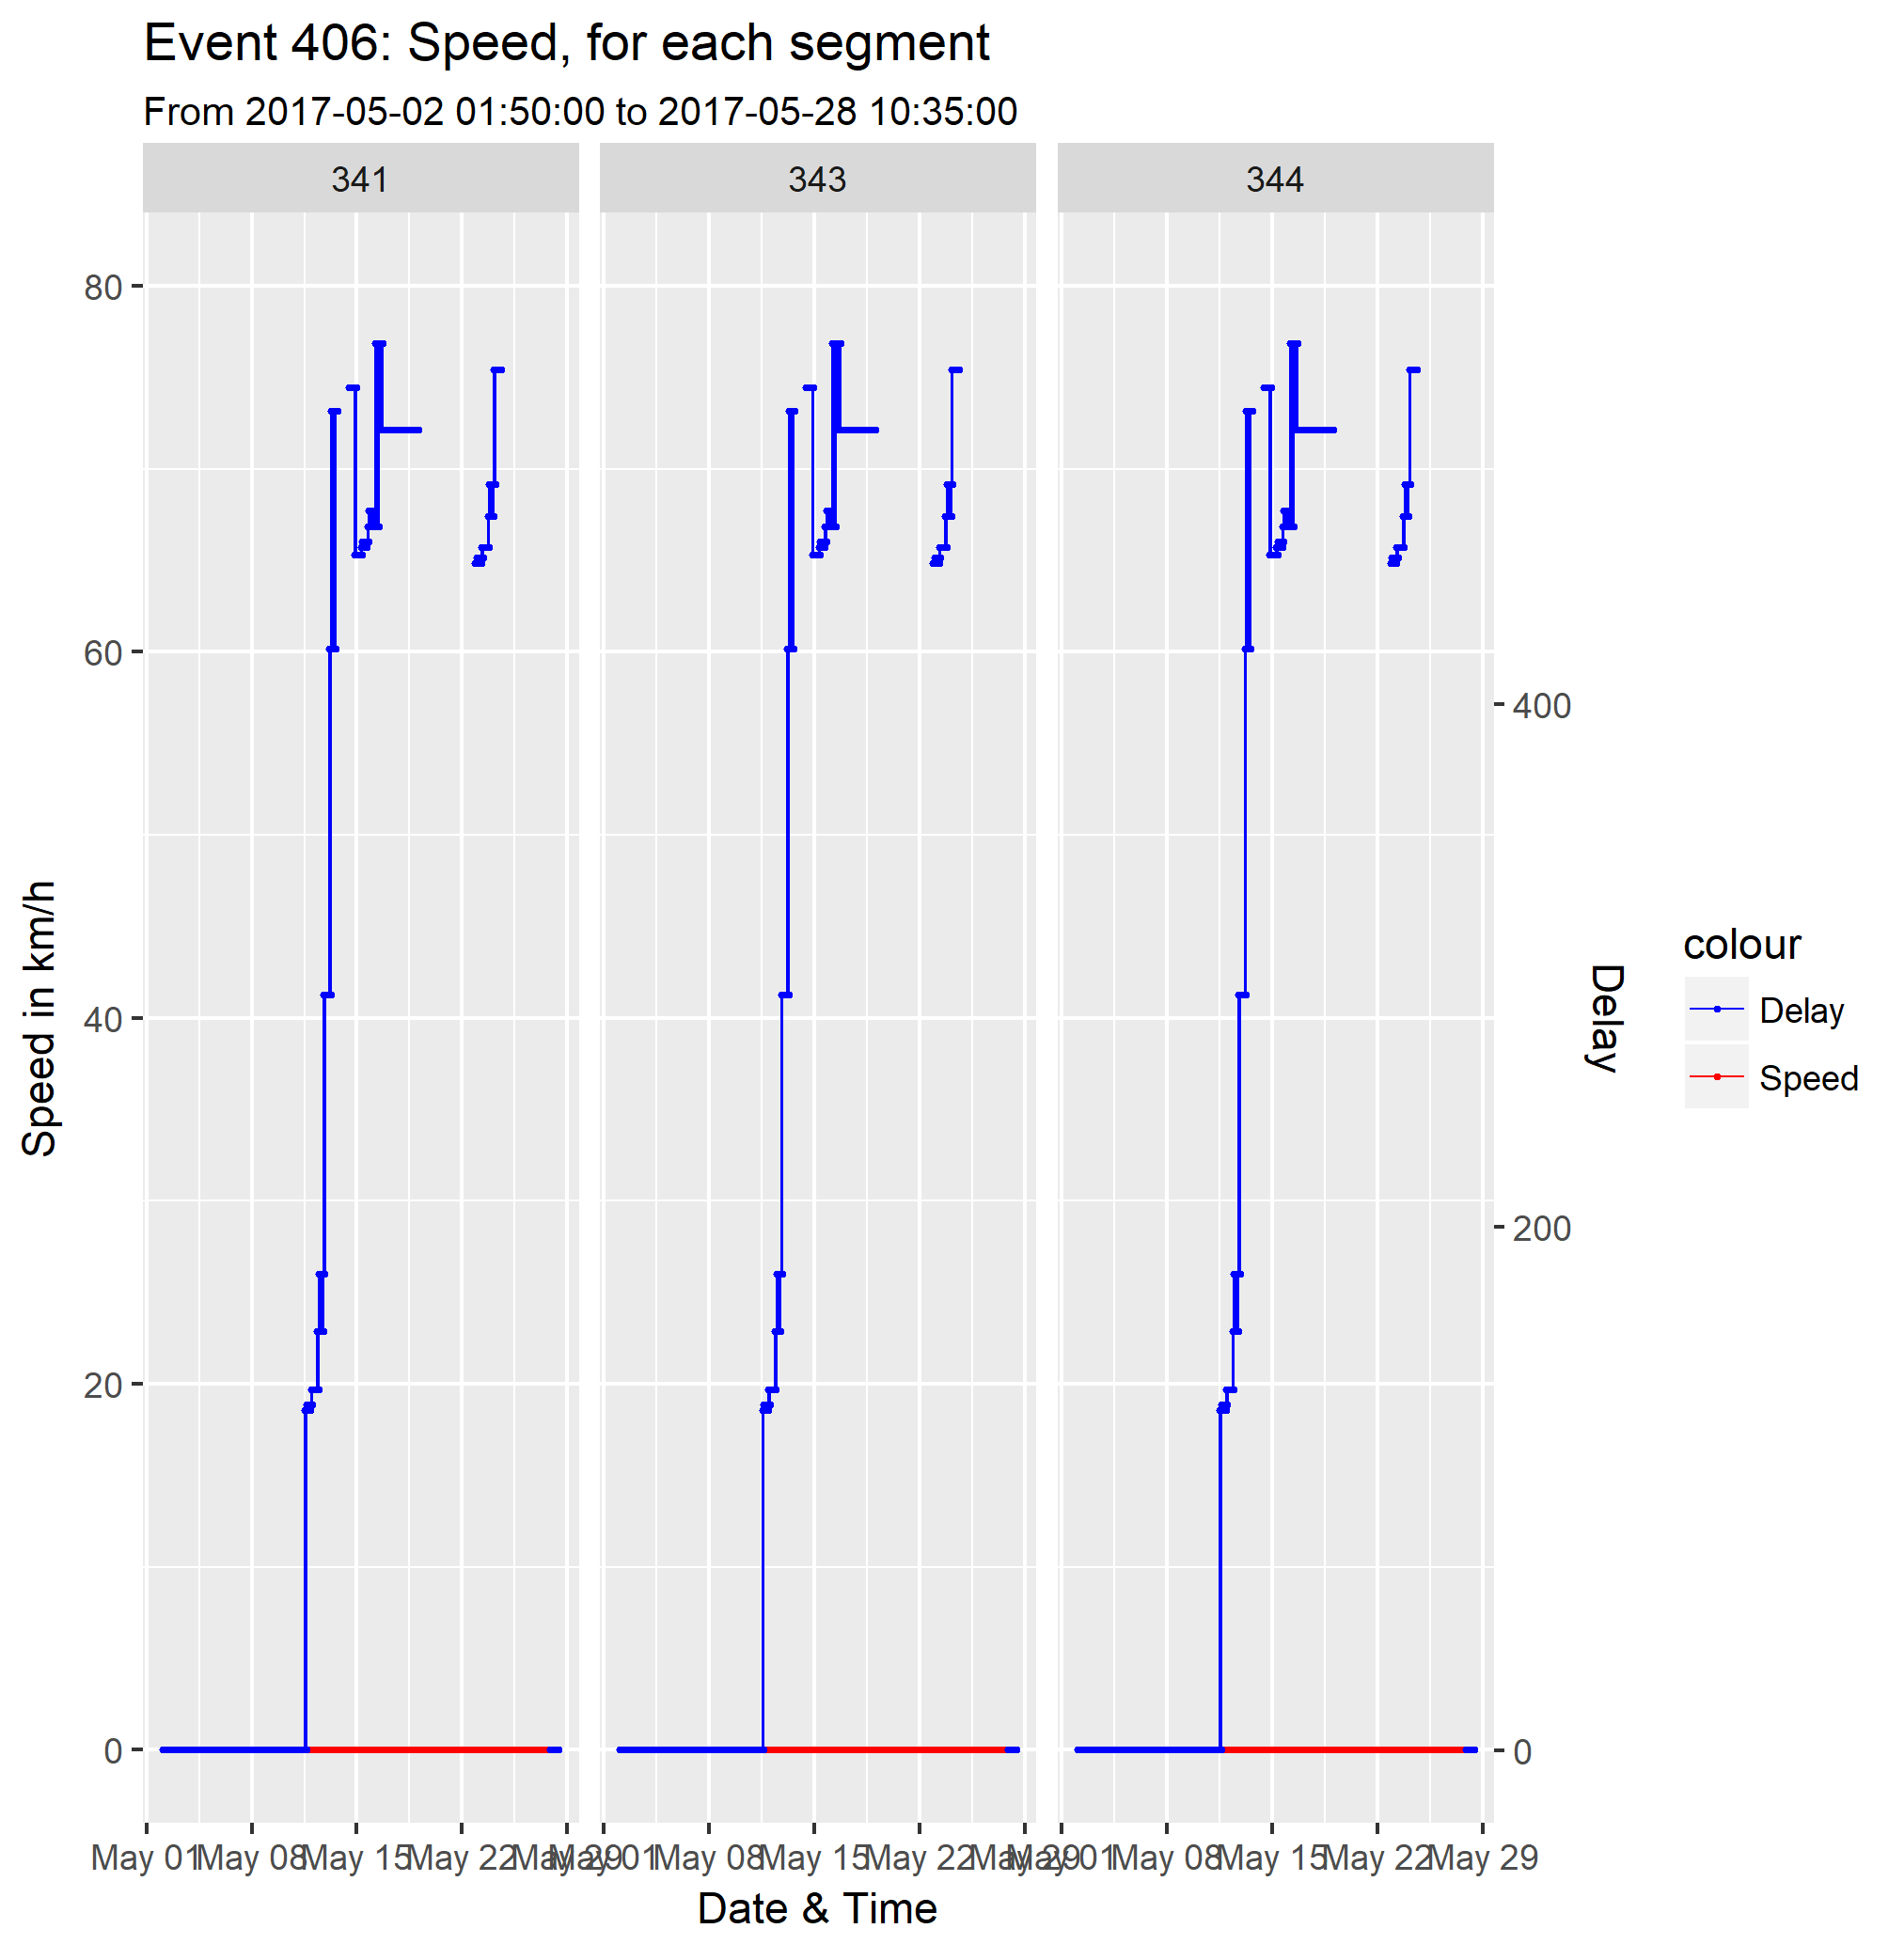 Event 406: Speed, for each segment
From 2017-05-02 01:50:00 to 2017-05-28 10:35:00
341 343 344
80
60
40
20
0
Speed in km/h
400
200
0
Delay
colour
Delay
Speed
May 01 May 08 May 15 May 22 May 29 May 01 May 08 May 15 May 22 May 29 May 01 May 08 May 15 May 22 May 29
Date & Time